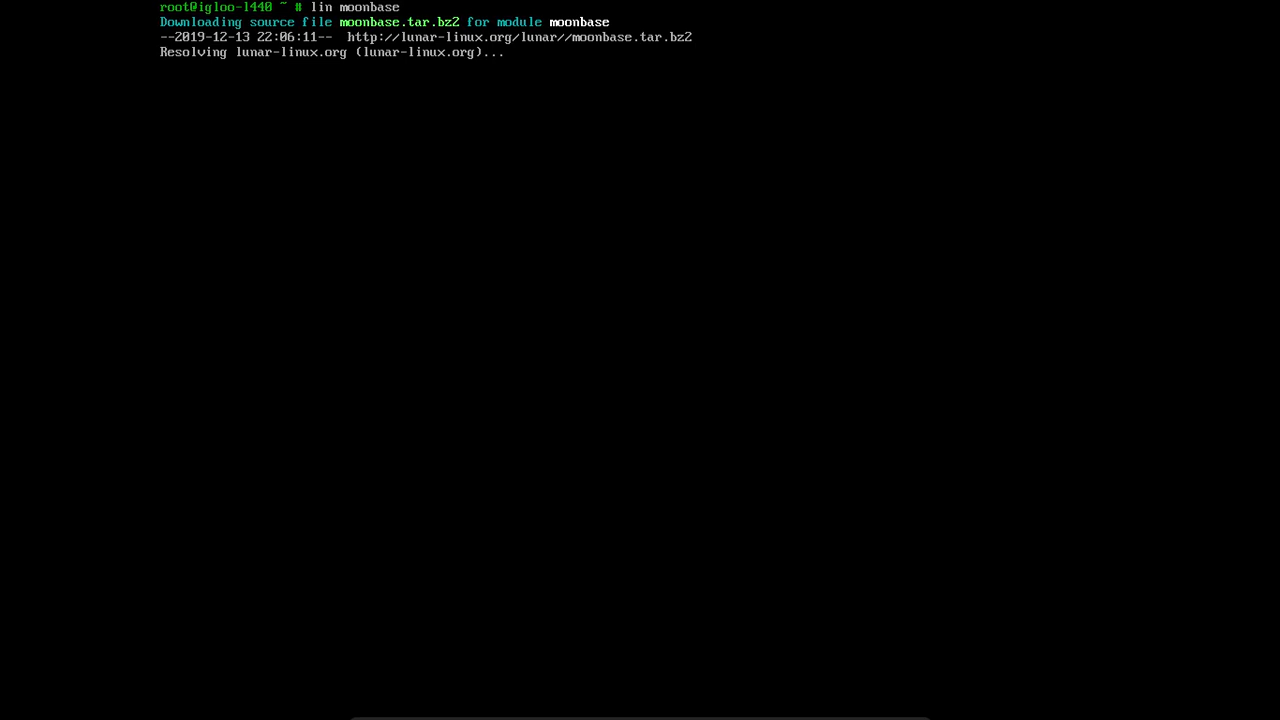 root@igloo-l440 ~ # lin moonbase
Downloading source file moonbase.tar.bz2 for module moonbase
--2019-12-13 22:06:11--  http://lunar-linux.org/lunar//moonbase.tar.bz2
Resolving lunar-linux.org (lunar-linux.org)...